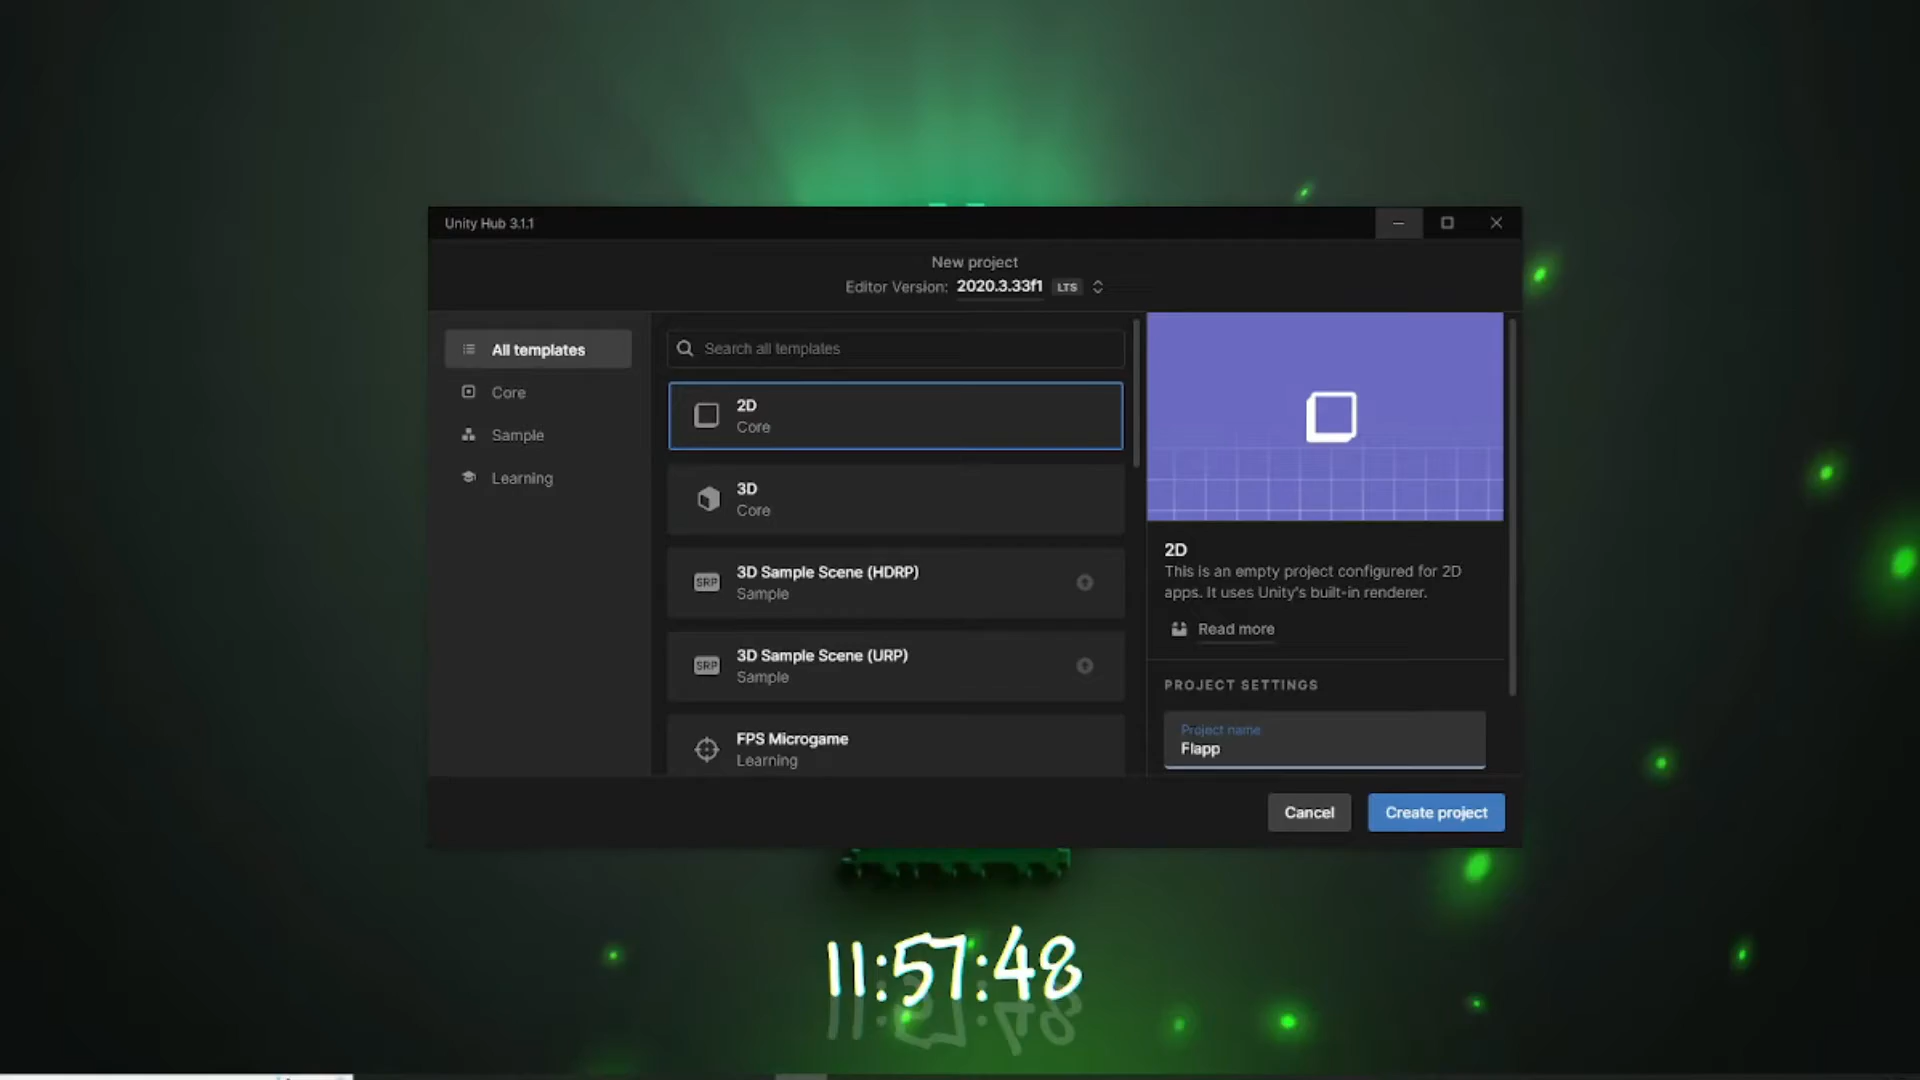 Unity Hub 3.1.1
New project
Editor Version: 2020.3.33f1 LTS
All templates
Core
Sample
Learning
Search all templates
2D
Core
3D
Core
SRP
3D Sample Scene (HDRP)
Sample
SRP
3D Sample Scene (URP)
Sample
FPS Microgame
Learning
2D
This is an empty project configured for 2D
apps. It uses Unity's built-in renderer.
Read more
PROJECT SETTINGS
Project name
Flapp
Cancel
Create project
11:57:48